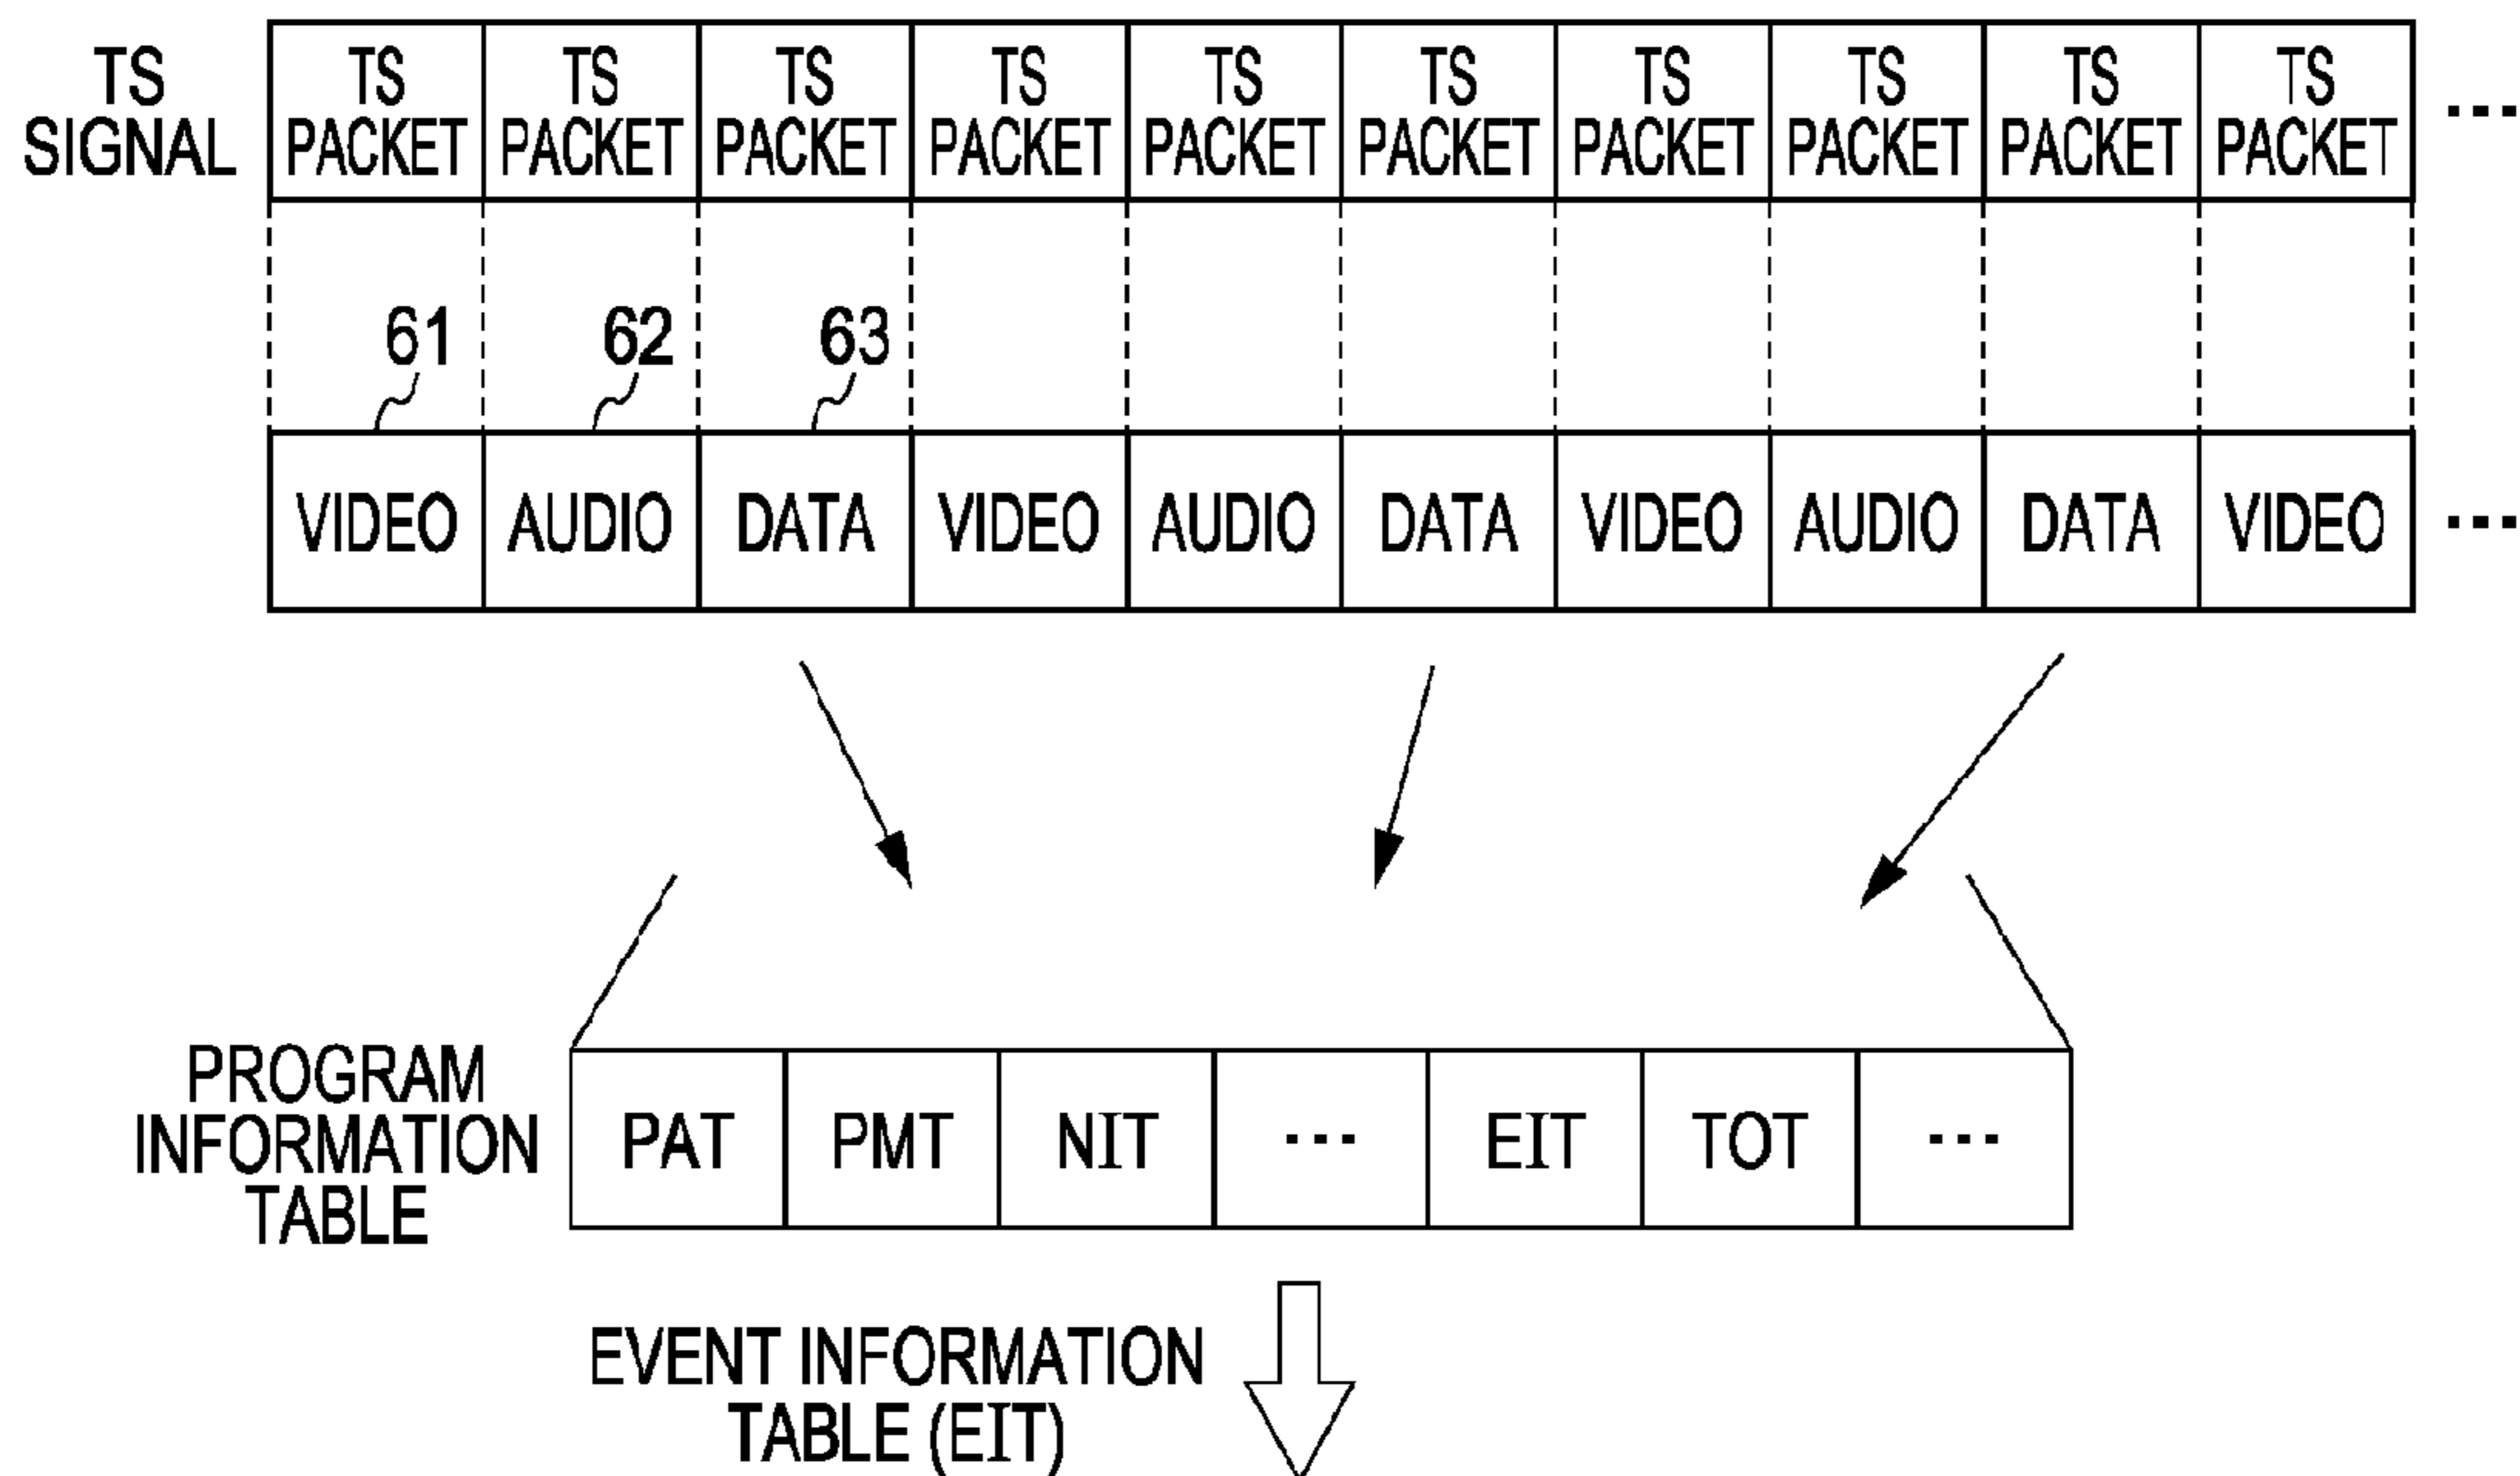 TS SIGNAL
TS PACKET TS PACKET TS PACKET TS PACKET TS PACKET TS PACKET TS PACKET TS PACKET TS PACKET TS PACKET ...
61 62 63
VIDEO AUDIO DATA VIDEO AUDIO DATA VIDEO AUDIO DATA VIDEO ...
PROGRAM
INFORMATION
TABLE
PAT PMT NIT ... EIT TOT ...
EVENT INFORMATION
TABLE (EIT)